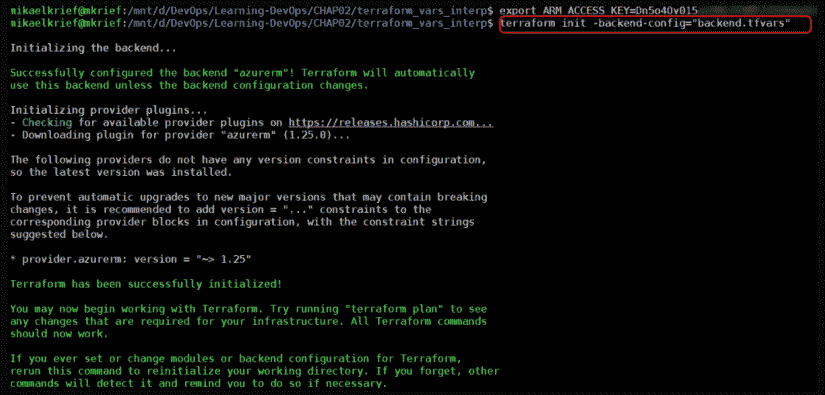 mikaelkrief@mkrief:/mnt/d/DevOps/Learning-DevOps/CHAP02/terraform_vars_interp$ export ARM_ACCESS_KEY=Dn5o4Oy015
mikaelkrief@mkrief:/mnt/d/DevOps/Learning-DevOps/CHAP02/terraform_vars_interp$ terraform init -backend-config="backend.tfvars"
Initializing the backend...
Successfully configured the backend "azurerm"! Terraform will automatically
use this backend unless the backend configuration changes.
Initializing provider plugins...
- Checking for available provider plugins on https://releases.hashicorp.com...
- Downloading plugin for provider "azurerm" (1.25.0)...
The following providers do not have any version constraints in configuration,
so the latest version was installed.
To prevent automatic upgrades to new major versions that may contain breaking
changes, it is recommended to add version = "..." constraints to the
corresponding provider blocks in configuration, with the constraint strings
suggested below.
* provider.azurerm: version = "~> 1.25"
Terraform has been successfully initialized!
You may now begin working with Terraform. Try running "terraform plan" to see
any changes that are required for your infrastructure. All Terraform commands
should now work.
If you ever set or change modules or backend configuration for Terraform,
rerun this command to reinitialize your working directory. If you forget, other
commands will detect it and remind you to do so if necessary.